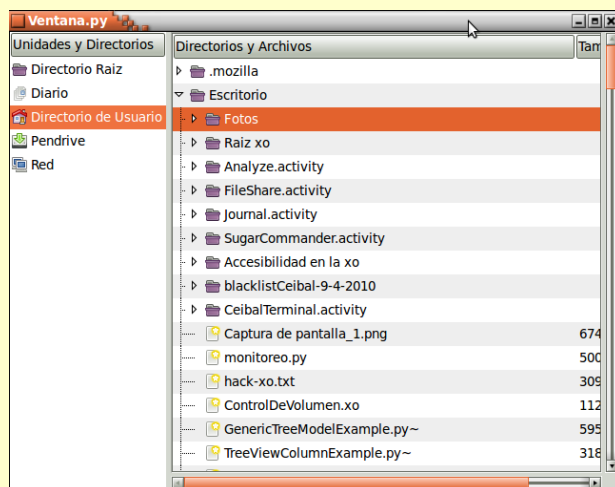 Ventana.py
Unidades y Directorios
Directorio Raiz
Diario
Directorio de Usuario
Pendrive
Red
Directorios y Archivos
Tam
.mozilla
Escritorio
Fotos
Raiz xo
Analyze.activity
FileShare.activity
Journal.activity
SugarCommander.activity
Accesibilidad en la xo
blacklistCeibal-9-4-2010
CeibalTerminal.activity
Captura de pantalla_1.png 674
monitoreo.py 500
hack-xo.txt 309
ControlDeVolumen.xo 112
GenericTreeModelExample.py~ 595
TreeViewColumnExample.py~ 318